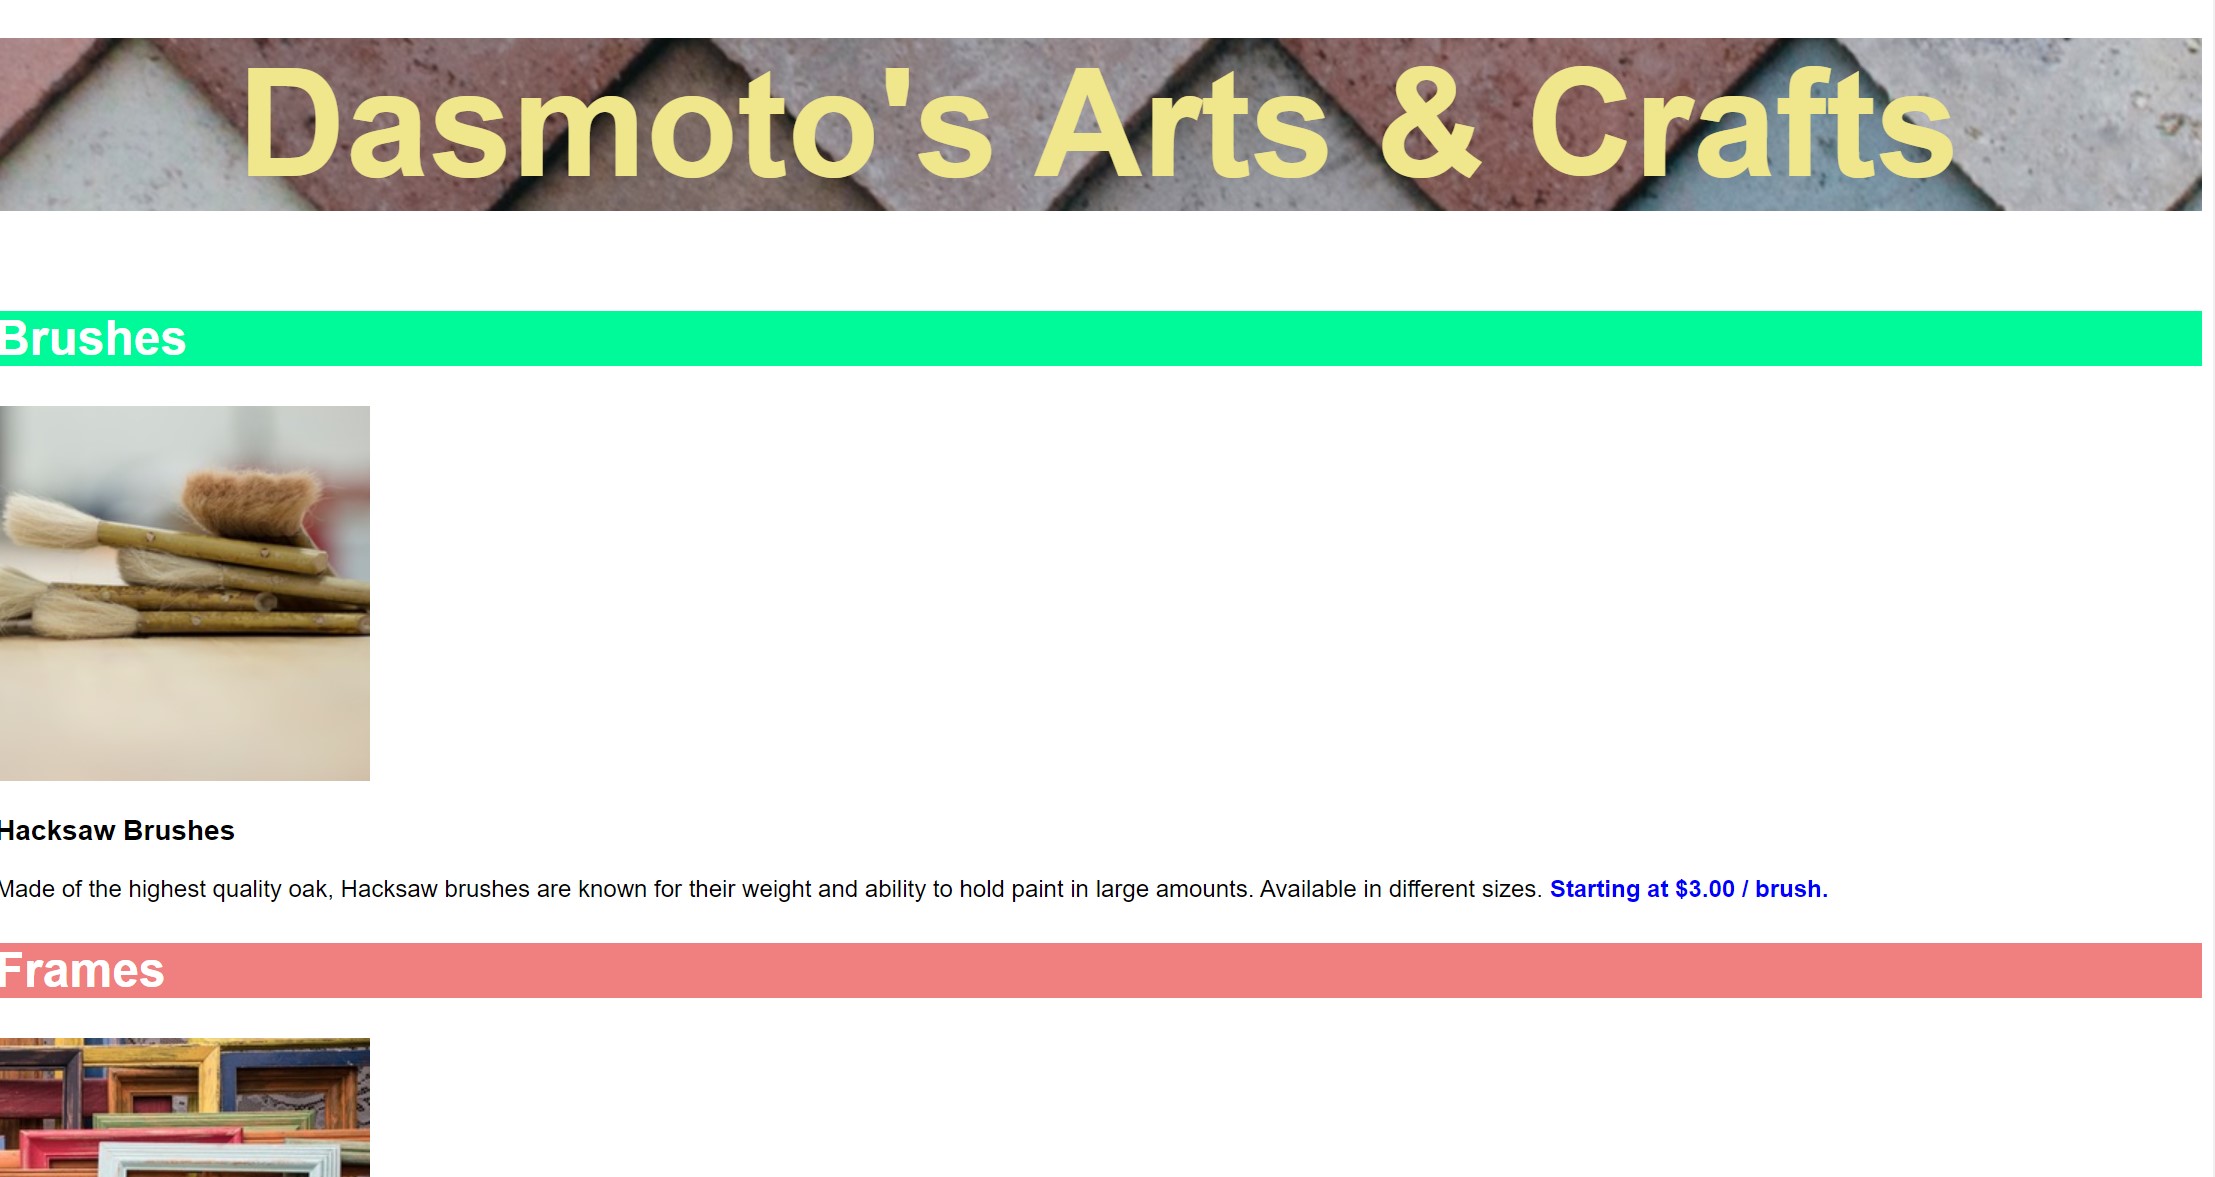 Dasmoto's Arts & Crafts
Brushes
Hacksaw Brushes
Made of the highest quality oak, Hacksaw brushes are known for their weight and ability to hold paint in large amounts. Available in different sizes. Starting at $3.00 / brush.
Frames